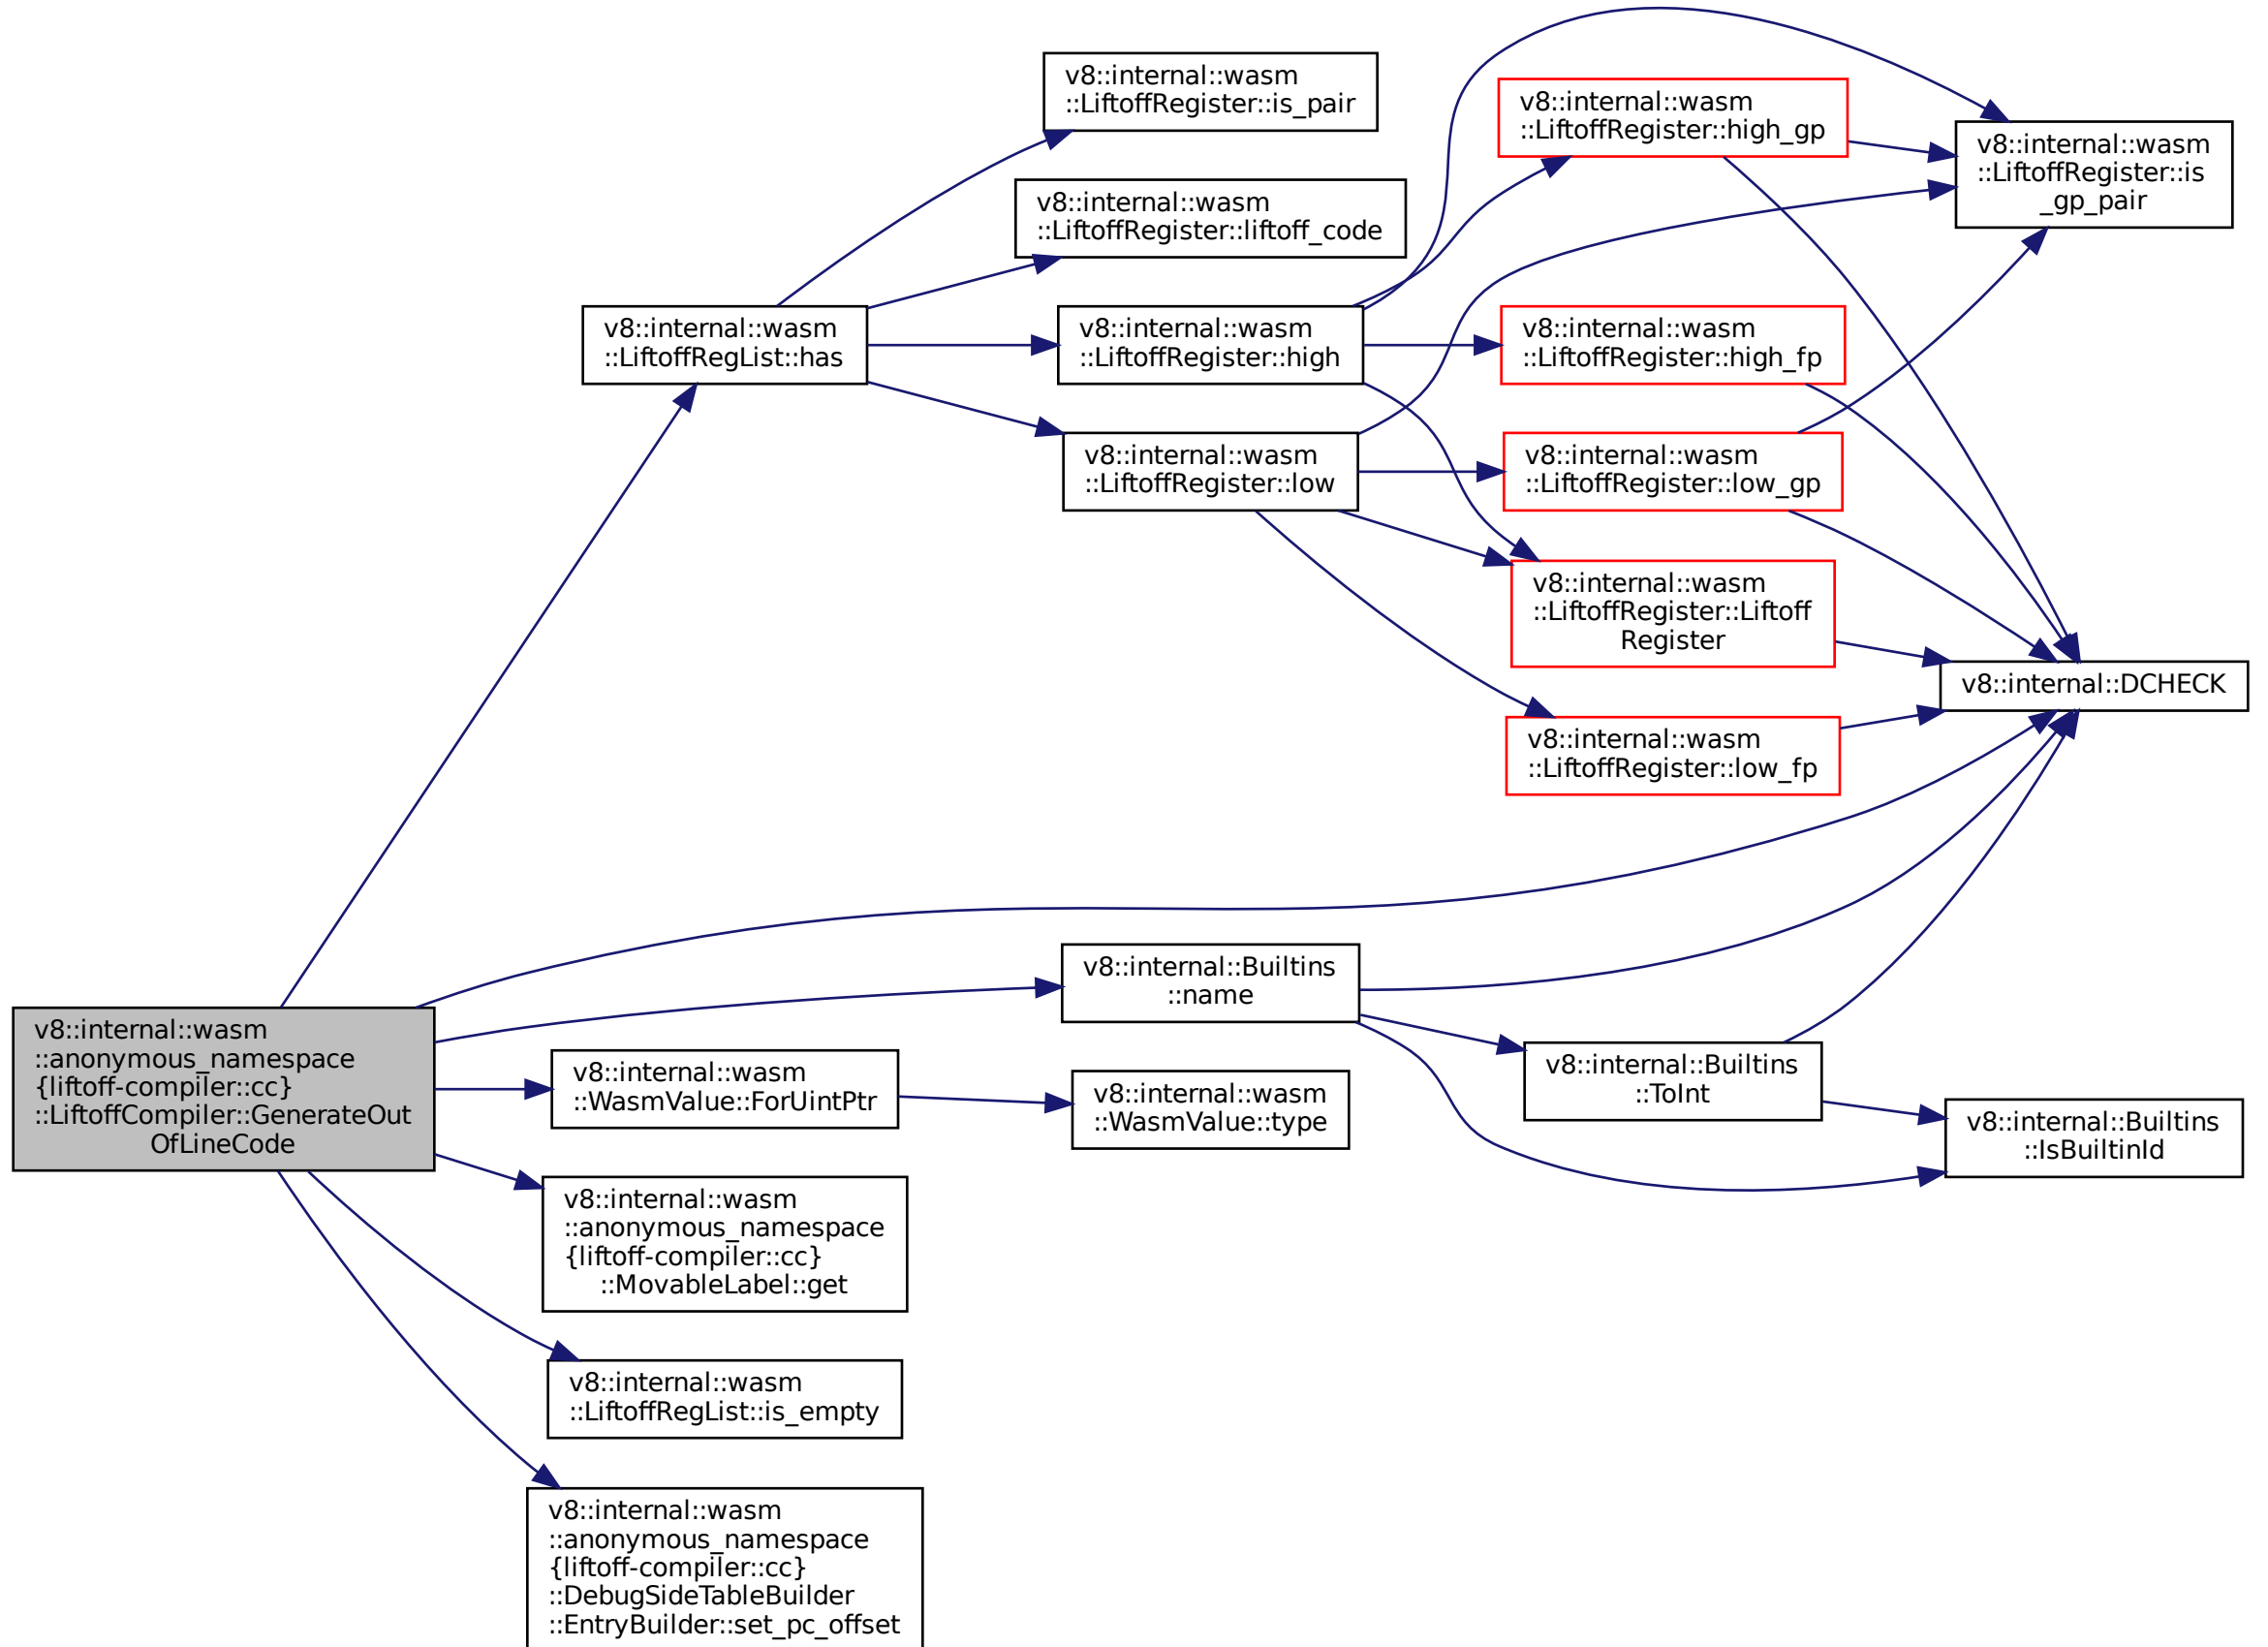 v8::internal::wasm
::LiftoffRegister::is_pair
v8::internal::wasm
::LiftoffRegister::high_gp
v8::internal::wasm
::LiftoffRegister::is
_gp_pair
v8::internal::wasm
::LiftoffRegister::liftoff_code
v8::internal::wasm
::LiftoffRegList::has
v8::internal::wasm
::LiftoffRegister::high
v8::internal::wasm
::LiftoffRegister::high_fp
v8::internal::wasm
::LiftoffRegister::low
v8::internal::wasm
::LiftoffRegister::low_gp
v8::internal::wasm
::LiftoffRegister::Liftoff
Register
v8::internal::DCHECK
v8::internal::wasm
::LiftoffRegister::low_fp
v8::internal::Builtins
::name
v8::internal::wasm
::anonymous_namespace
{liftoff-compiler::cc}
::LiftoffCompiler::GenerateOut
OfLineCode
v8::internal::wasm
::WasmValue::ForUintPtr
v8::internal::wasm
::WasmValue::type
v8::internal::Builtins
::ToInt
v8::internal::Builtins
::IsBuiltinId
v8::internal::wasm
::anonymous_namespace
{liftoff-compiler::cc}
::MovableLabel::get
v8::internal::wasm
::LiftoffRegList::is_empty
v8::internal::wasm
::anonymous_namespace
{liftoff-compiler::cc}
::DebugSideTableBuilder
::EntryBuilder::set_pc_offset